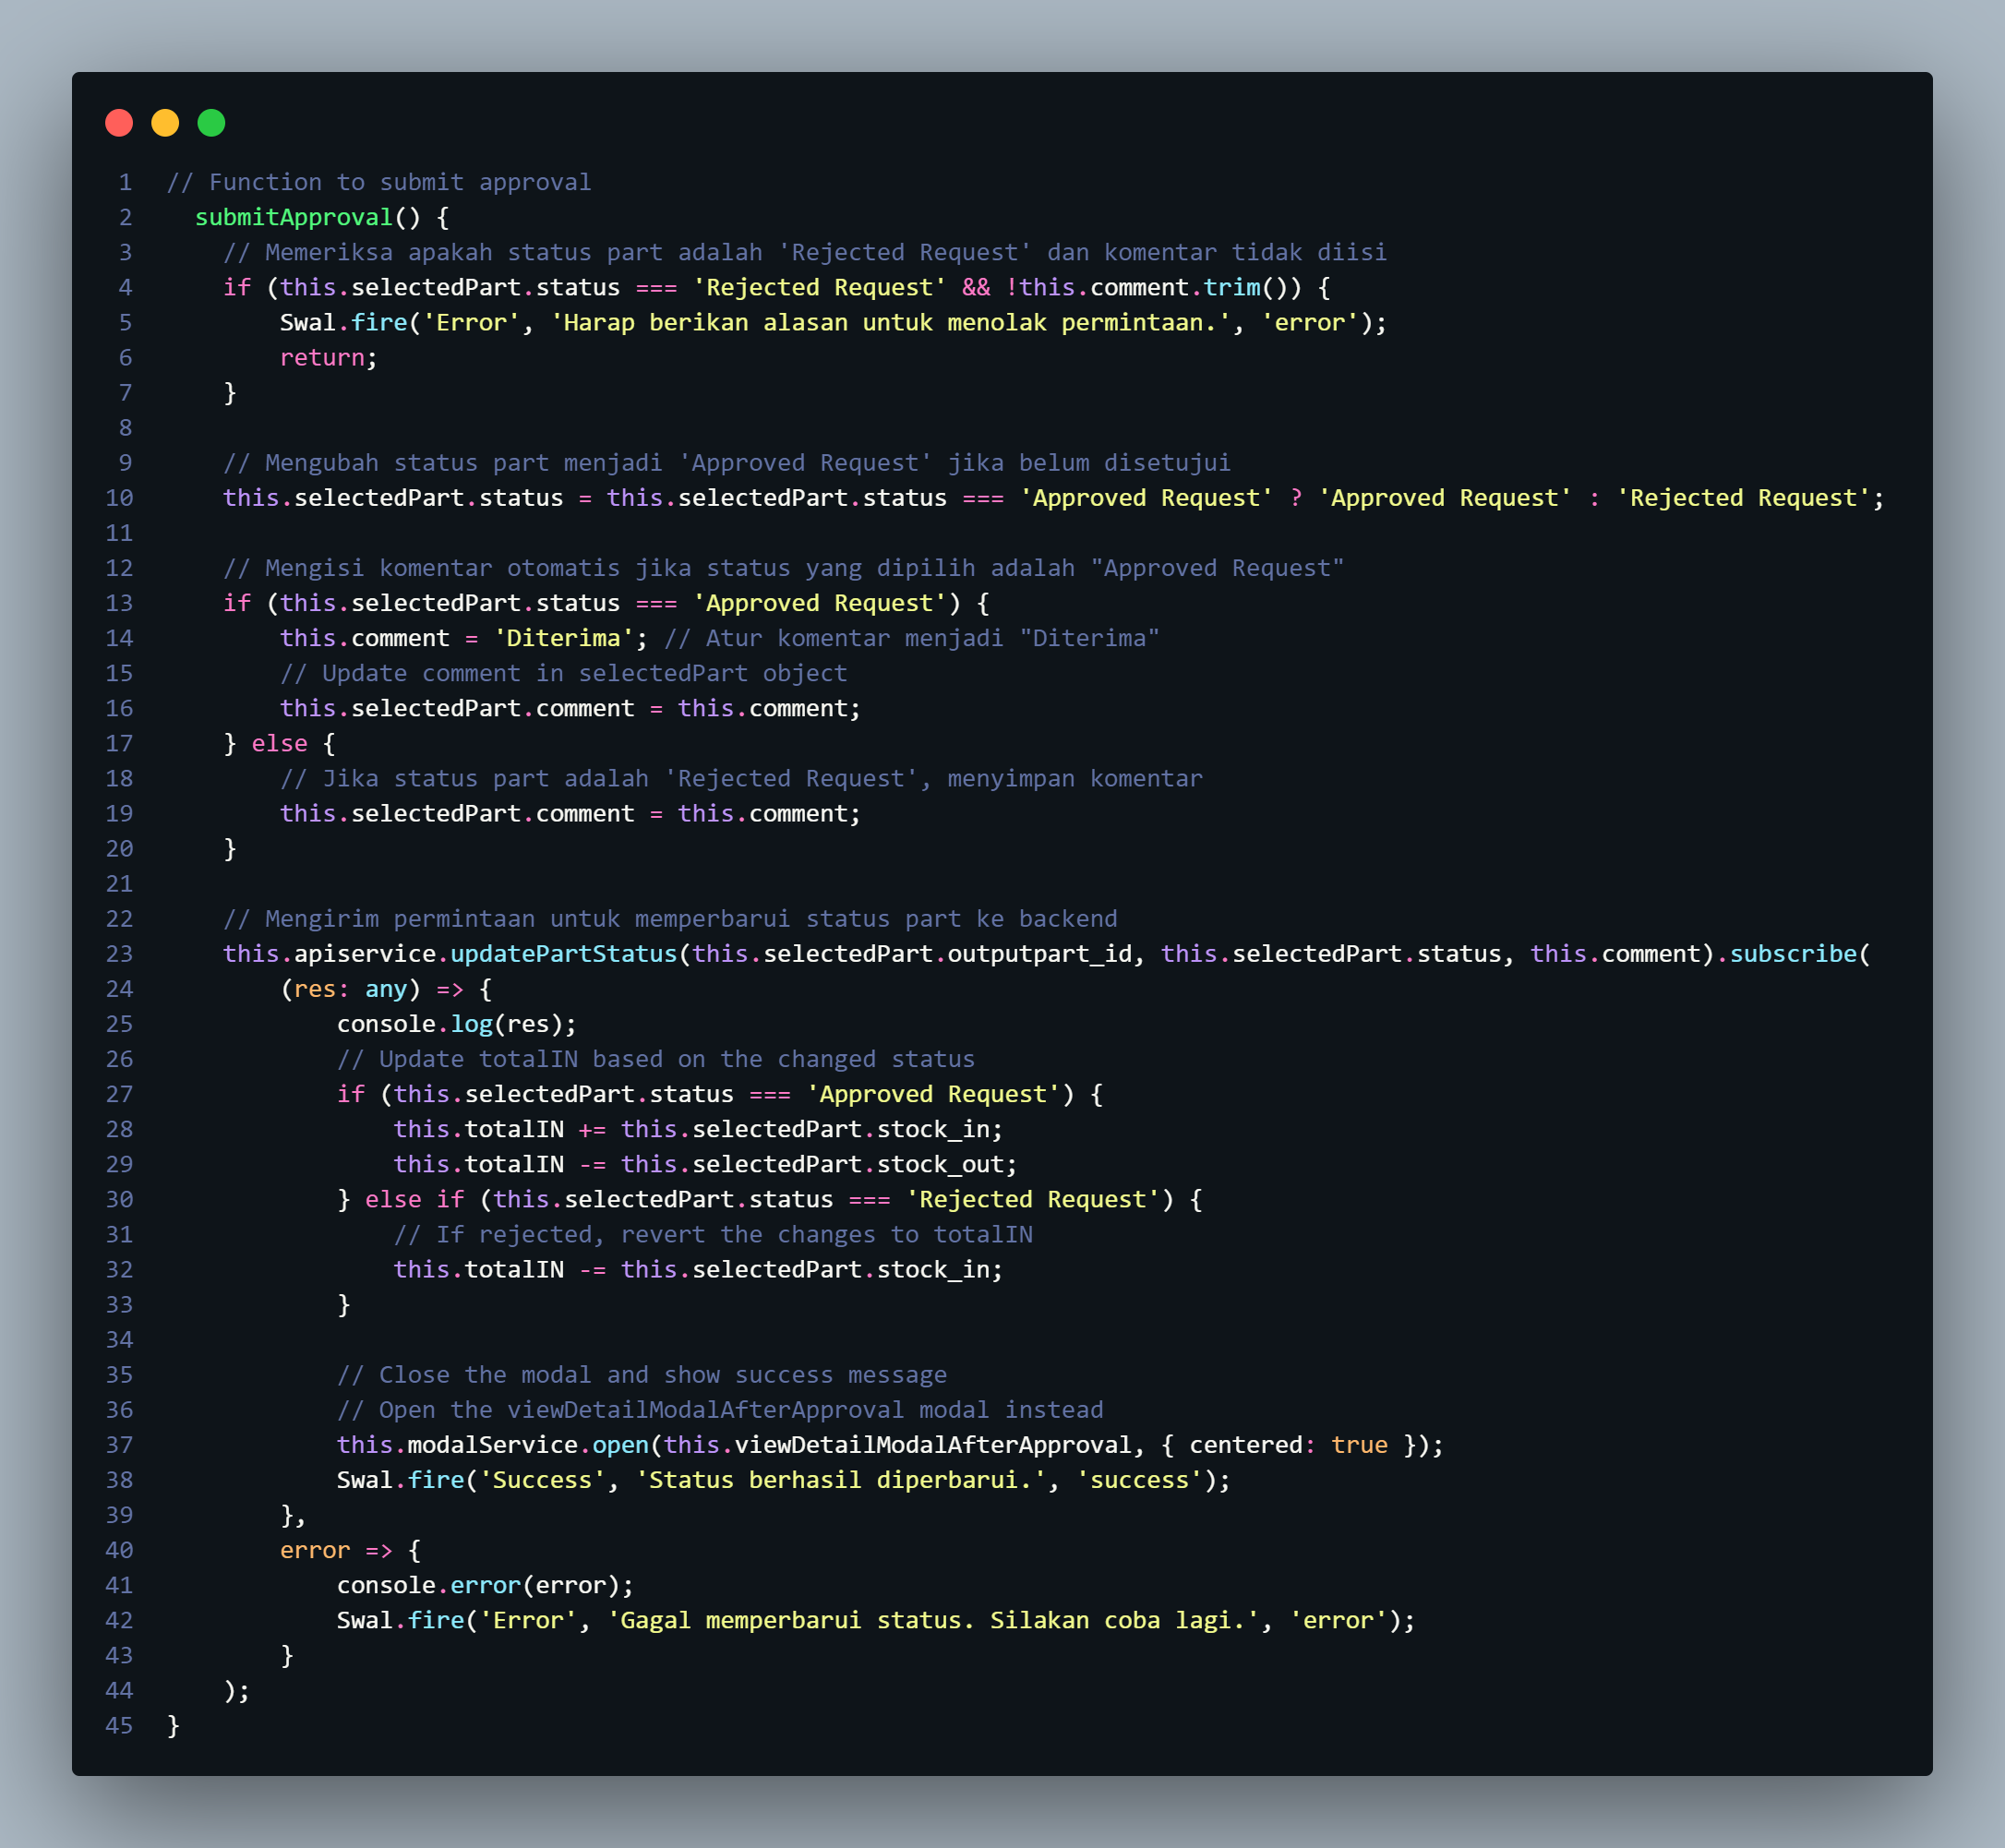 1 // Function to submit approval
2   submitApproval() {
3     // Memeriksa apakah status part adalah 'Rejected Request' dan komentar tidak diisi
4     if (this.selectedPart.status === 'Rejected Request' && !this.comment.trim()) {
5         Swal.fire('Error', 'Harap berikan alasan untuk menolak permintaan.', 'error');
6         return;
7     }
8
9     // Mengubah status part menjadi 'Approved Request' jika belum disetujui
10     this.selectedPart.status = this.selectedPart.status === 'Approved Request' ? 'Approved Request' : 'Rejected Request';
11
12     // Mengisi komentar otomatis jika status yang dipilih adalah "Approved Request"
13     if (this.selectedPart.status === 'Approved Request') {
14         this.comment = 'Diterima'; // Atur komentar menjadi "Diterima"
15         // Update comment in selectedPart object
16         this.selectedPart.comment = this.comment;
17     } else {
18         // Jika status part adalah 'Rejected Request', menyimpan komentar
19         this.selectedPart.comment = this.comment;
20     }
21
22     // Mengirim permintaan untuk memperbarui status part ke backend
23     this.apiservice.updatePartStatus(this.selectedPart.outputpart_id, this.selectedPart.status, this.comment).subscribe(
24         (res: any) => {
25             console.log(res);
26             // Update totalIN based on the changed status
27             if (this.selectedPart.status === 'Approved Request') {
28                 this.totalIN += this.selectedPart.stock_in;
29                 this.totalIN -= this.selectedPart.stock_out;
30             } else if (this.selectedPart.status === 'Rejected Request') {
31                 // If rejected, revert the changes to totalIN
32                 this.totalIN -= this.selectedPart.stock_in;
33             }
34
35             // Close the modal and show success message
36             // Open the viewDetailModalAfterApproval modal instead
37             this.modalService.open(this.viewDetailModalAfterApproval, { centered: true });
38             Swal.fire('Success', 'Status berhasil diperbarui.', 'success');
39         },
40         error => {
41             console.error(error);
42             Swal.fire('Error', 'Gagal memperbarui status. Silakan coba lagi.', 'error');
43         }
44     );
45 }